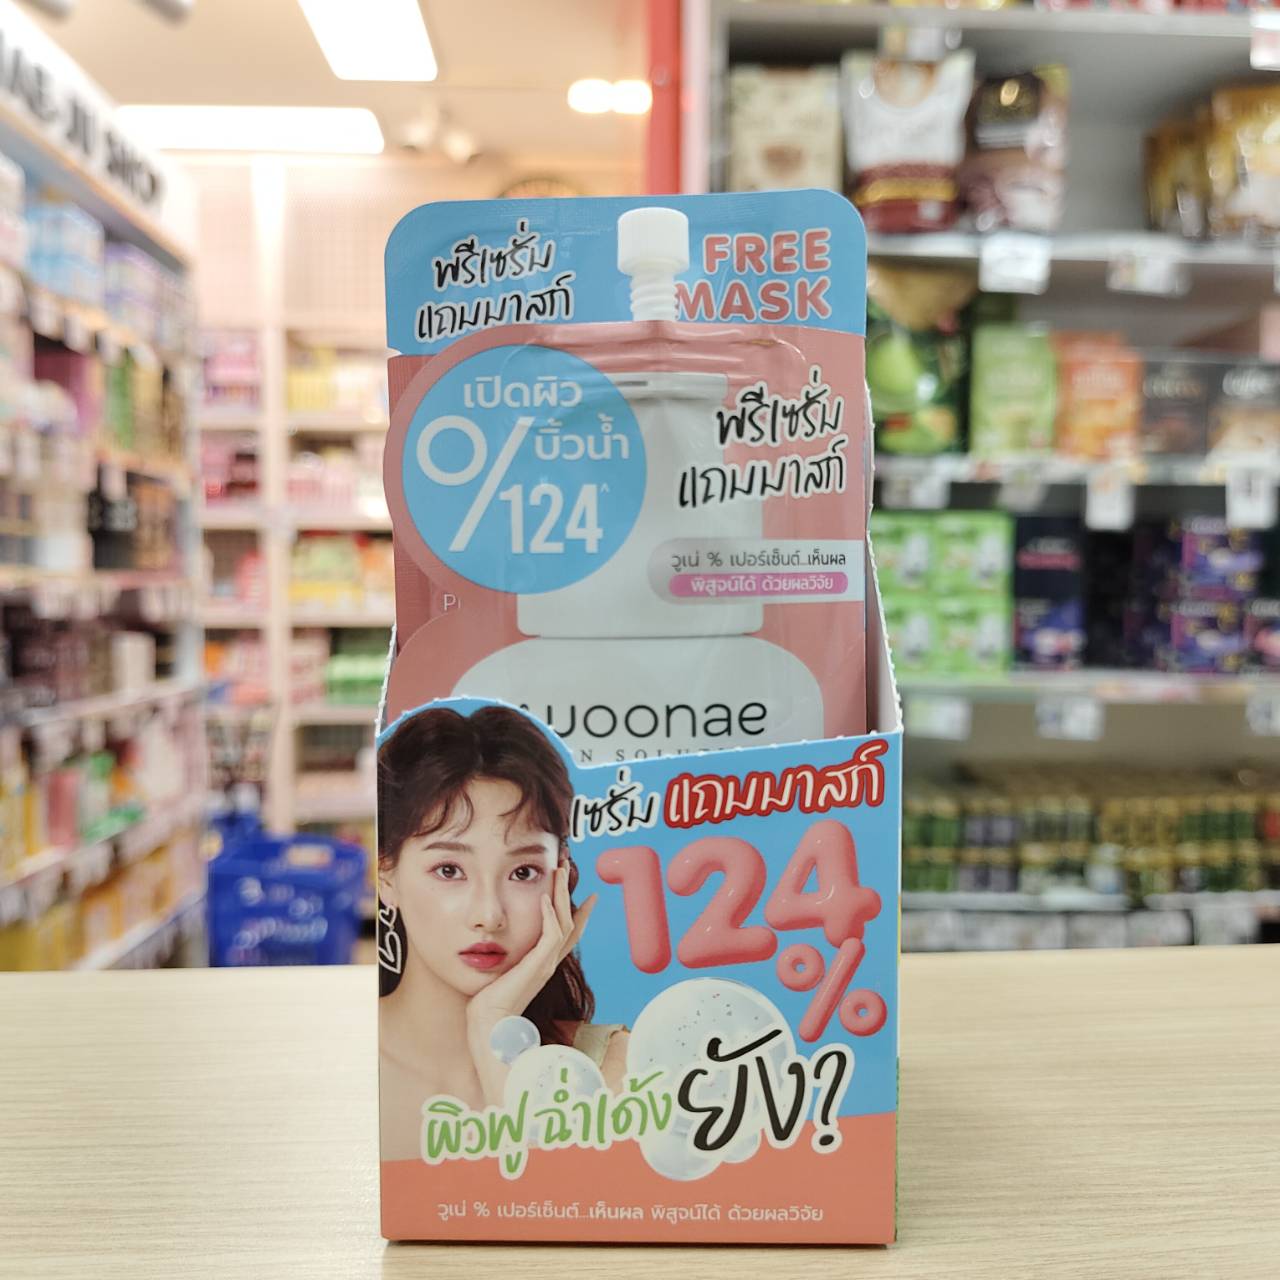 พรีเซรั่ม
แถมมาสก์
FREE
MASK
เปิดผิว
บิ้วน้ำ
%
124^
พรีเซรั่ม
แถมมาสก์
วูเน่ % เปอร์เซ็นต์...เห็นผล
พิสูจน์ได้ ด้วยผลวิจัย
woonae
เซรั่ม แถมมาสก์
124
%
ผิวฟู ฉ่ำเด้ง ยัง?
วูเน่ % เปอร์เซ็นต์...เห็นผล พิสูจน์ได้ ด้วยผลวิจัย